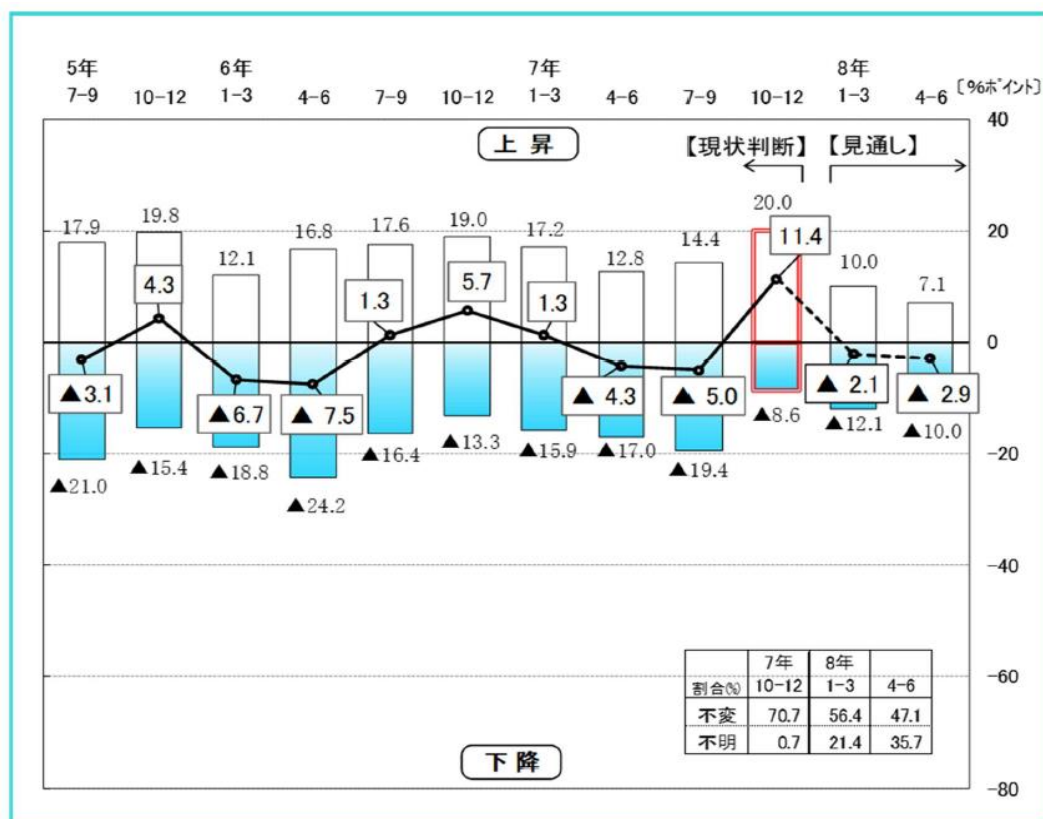 5年 6年 7年 8年
7-9 10-12 1-3 4-6 7-9 10-12 1-3 4-6 7-9 10-12 1-3 4-6 〔%ポイント〕
40
上 昇
【現状判断】 【見通し】
17.9 19.8 12.1 16.8 17.6 19.0 17.2 12.8 14.4 20.0 10.0 7.1
20
▲3.1 4.3 ▲6.7 ▲ 7.5 1.3 5.7 1.3 ▲ 4.3 ▲ 5.0 11.4 ▲ 2.1 ▲ 2.9
0
▲21.0 ▲15.4 ▲18.8 ▲24.2 ▲16.4 ▲13.3 ▲15.9 ▲17.0 ▲19.4 ▲8.6 ▲12.1 ▲10.0
-20
-40
-60
7年 8年
割合(%) 10-12 1-3 4-6
不変 70.7 56.4 47.1
不明 0.7 21.4 35.7
下 降
-80